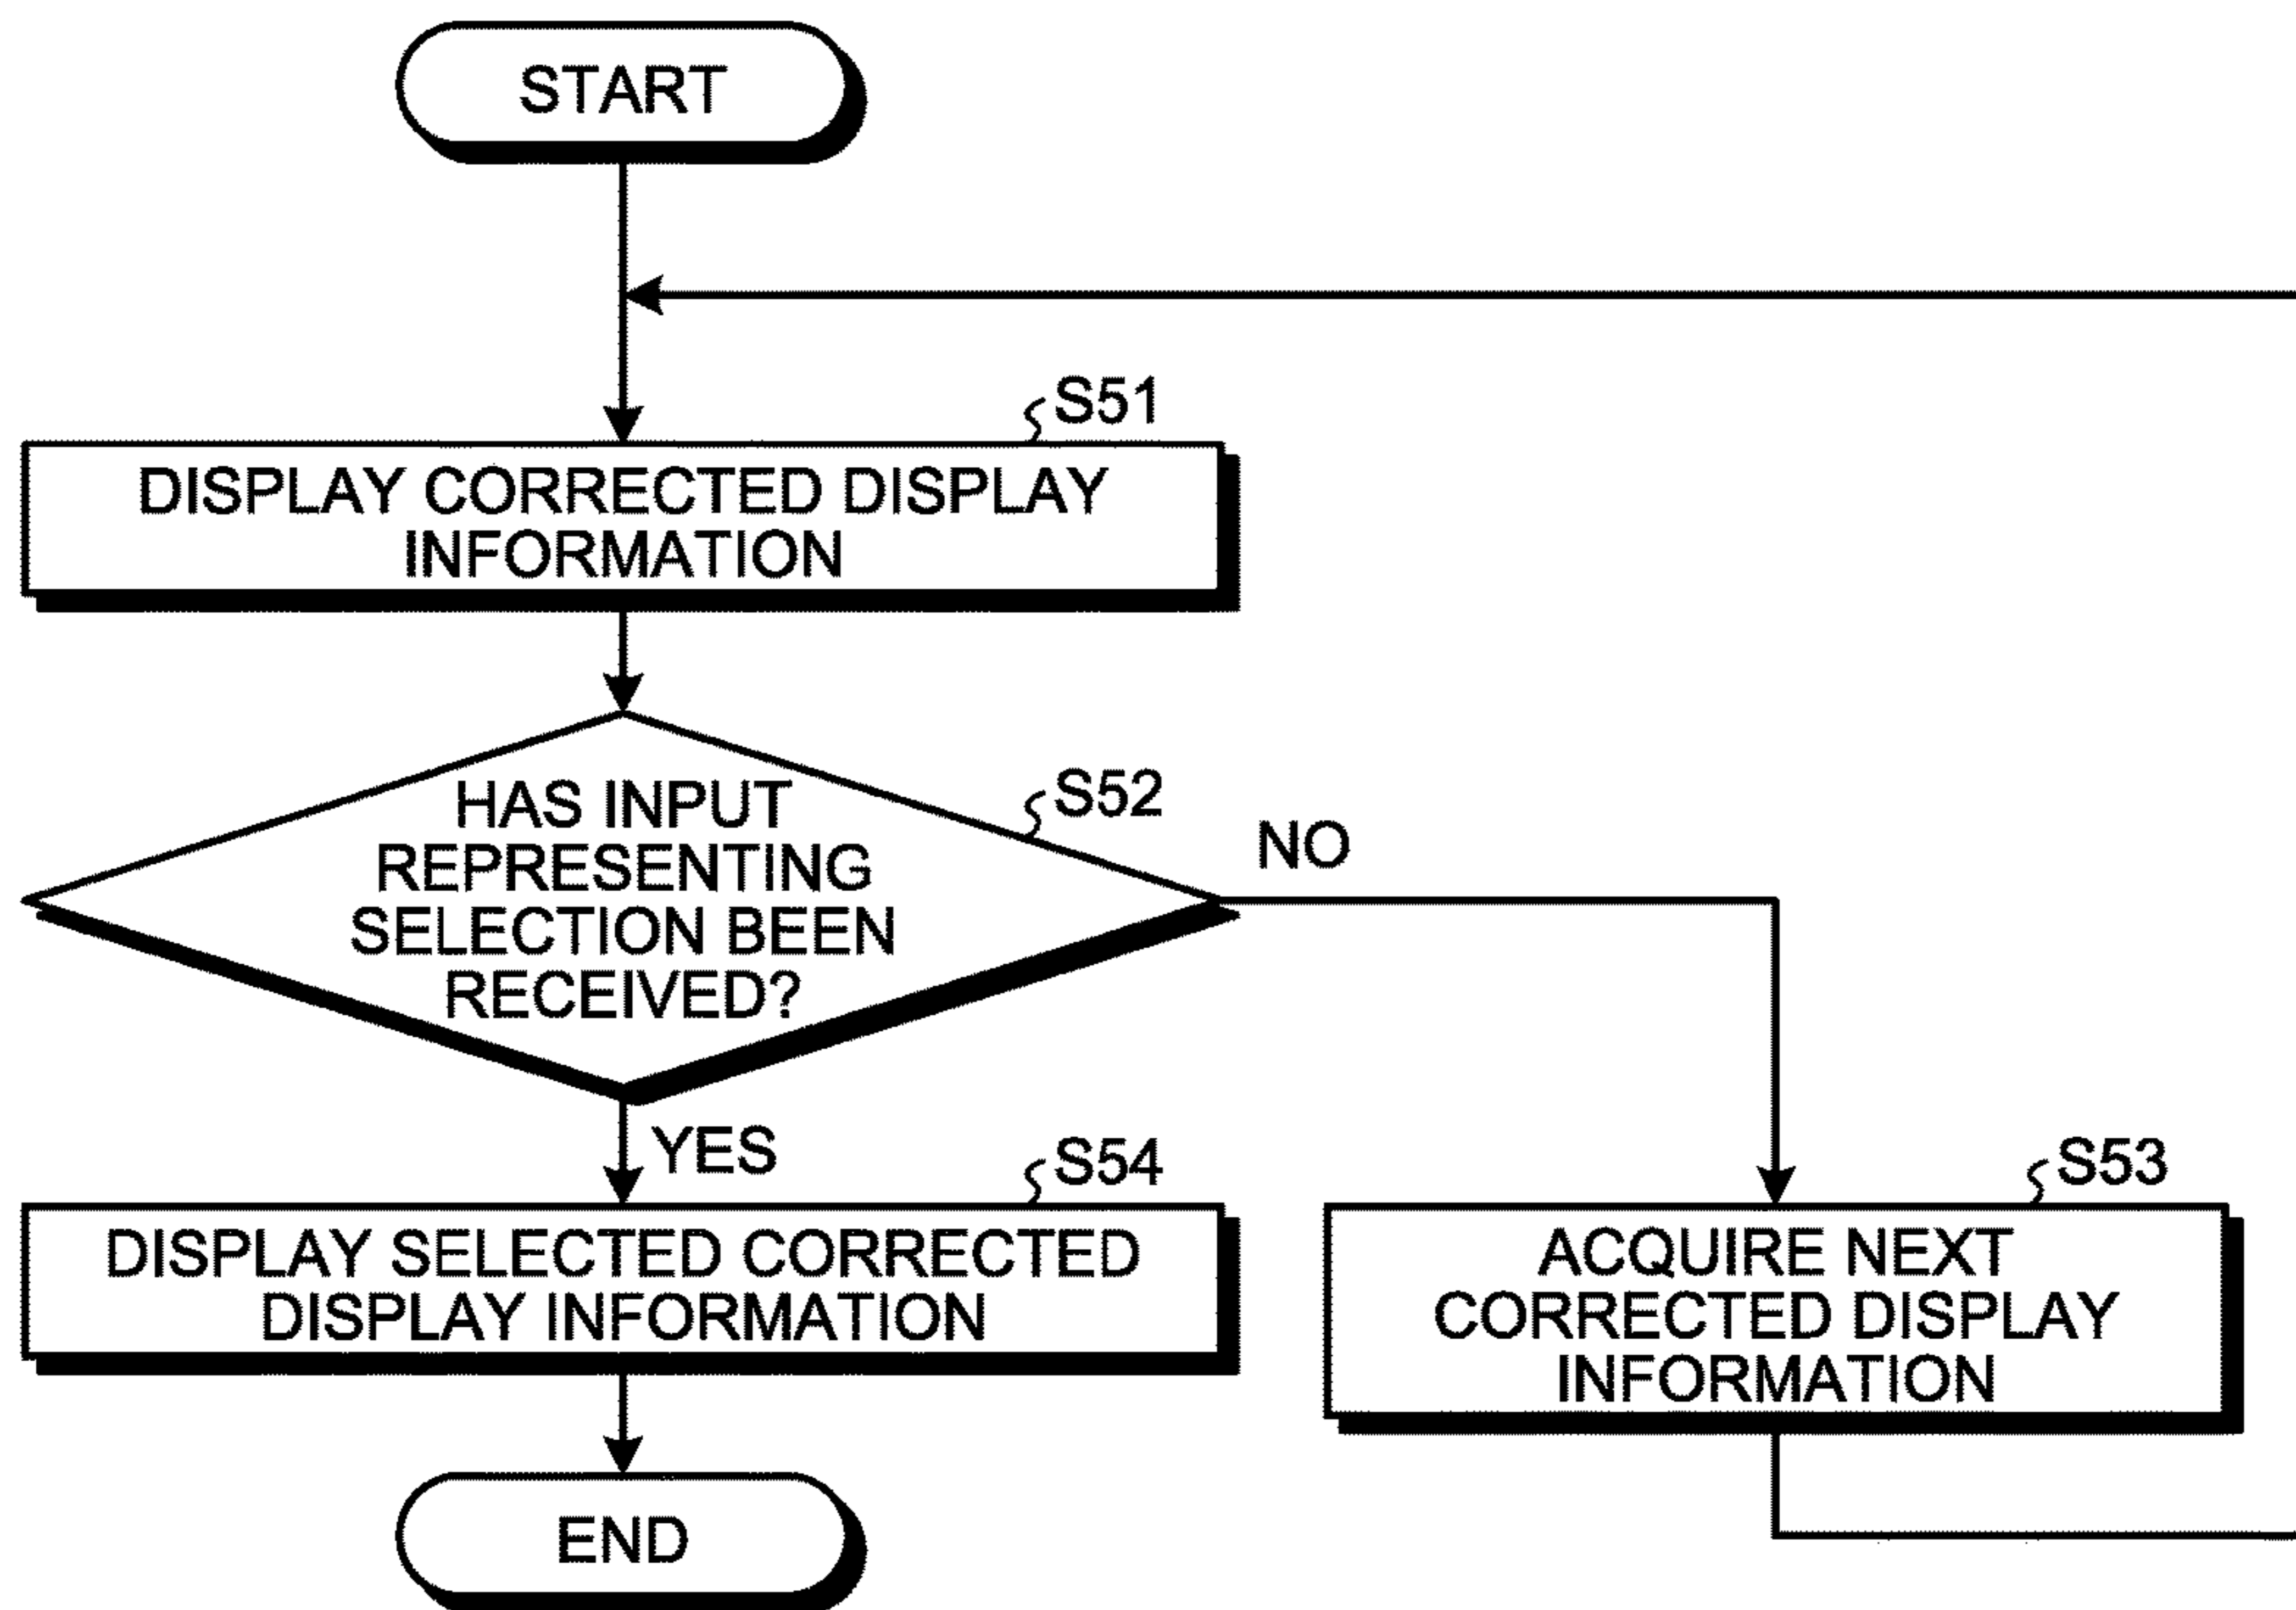 START
S51
DISPLAY CORRECTED DISPLAY
INFORMATION
S52
HAS INPUT
REPRESENTING
SELECTION BEEN
RECEIVED?
NO
YES
S54
DISPLAY SELECTED CORRECTED
DISPLAY INFORMATION
S53
ACQUIRE NEXT
CORRECTED DISPLAY
INFORMATION
END